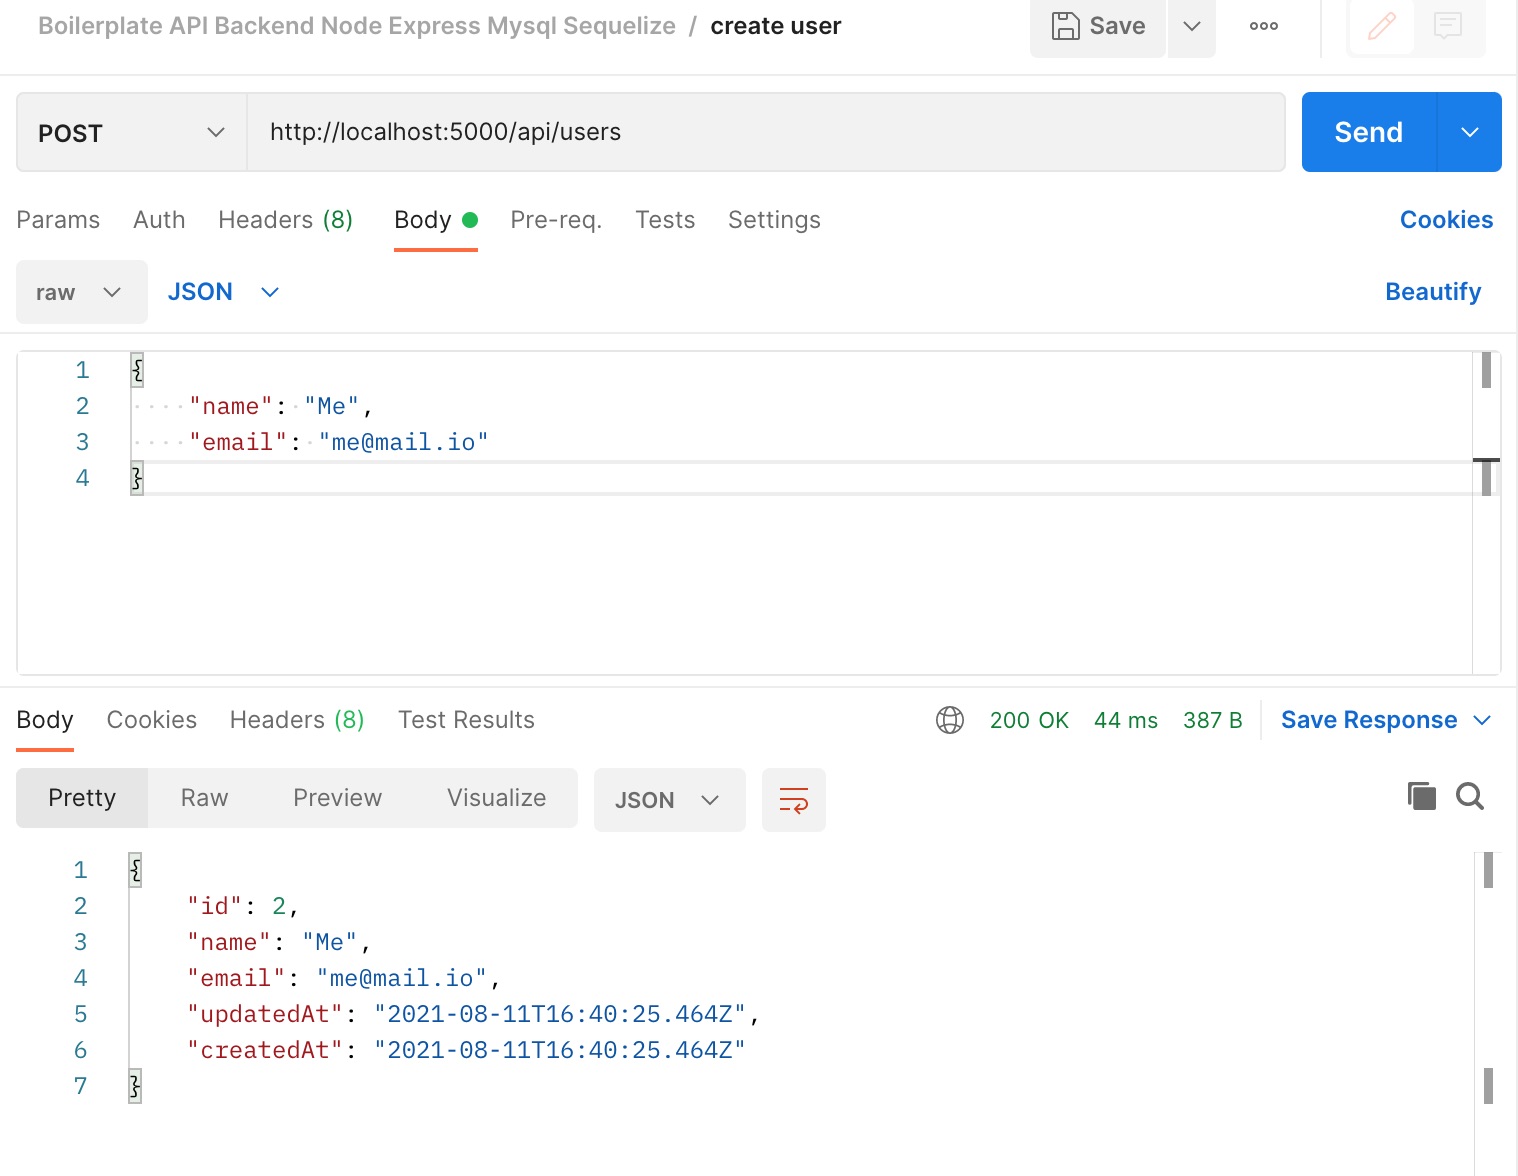 Boilerplate API Backend Node Express Mysql Sequelize / create user
Save
POST
http://localhost:5000/api/users
Send
Params Auth Headers (8) Body Pre-req. Tests Settings
Cookies
raw JSON
Beautify
1 {
2 "name": "Me",
3 "email": "me@mail.io"
4 }
Body Cookies Headers (8) Test Results
200 OK 44 ms 387 B Save Response
Pretty Raw Preview Visualize JSON
1 {
2 "id": 2,
3 "name": "Me",
4 "email": "me@mail.io",
5 "updatedAt": "2021-08-11T16:40:25.464Z",
6 "createdAt": "2021-08-11T16:40:25.464Z"
7 }